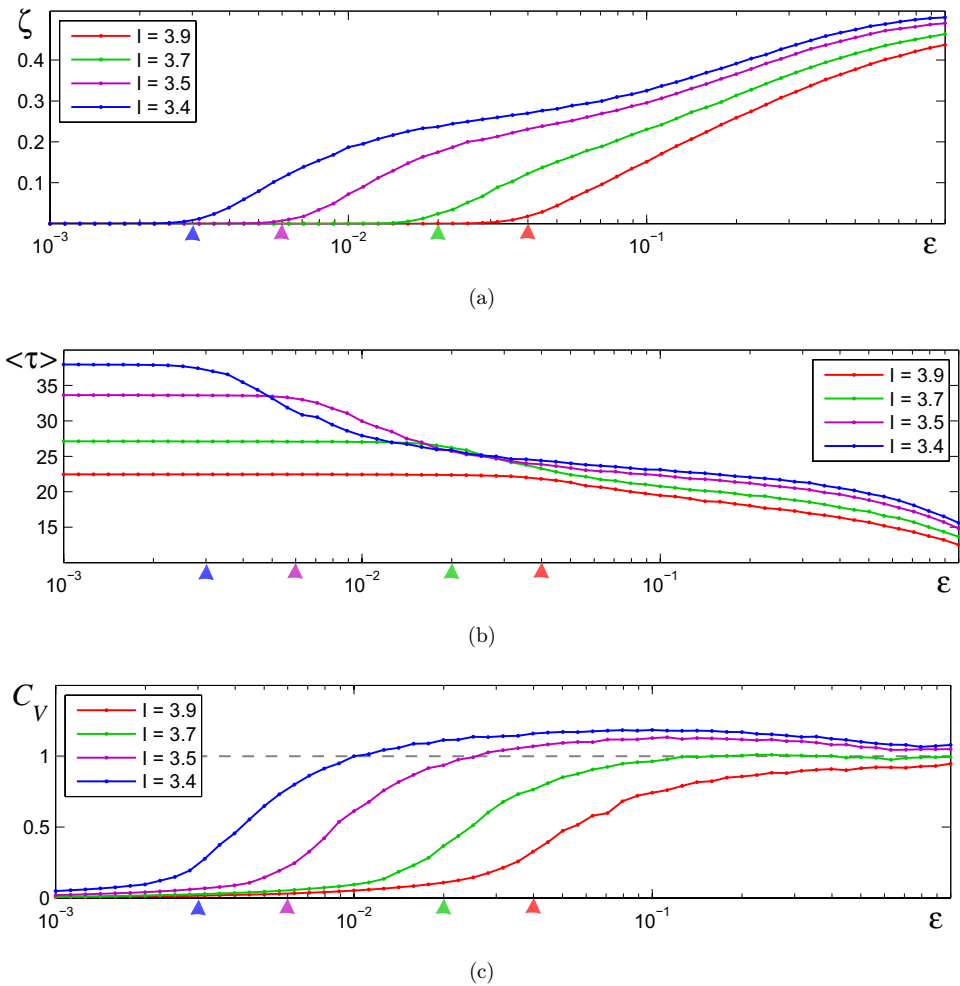 ζ
0.4
0.3
0.2
0.1
I = 3.9
I = 3.7
I = 3.5
I = 3.4
10⁻³
10⁻²
10⁻¹
ε
(a)
<τ>
35
30
25
20
15
I = 3.9
I = 3.7
I = 3.5
I = 3.4
10⁻³
10⁻²
10⁻¹
ε
(b)
C_V
1
0.5
0
I = 3.9
I = 3.7
I = 3.5
I = 3.4
10⁻³
10⁻²
10⁻¹
ε
(c)